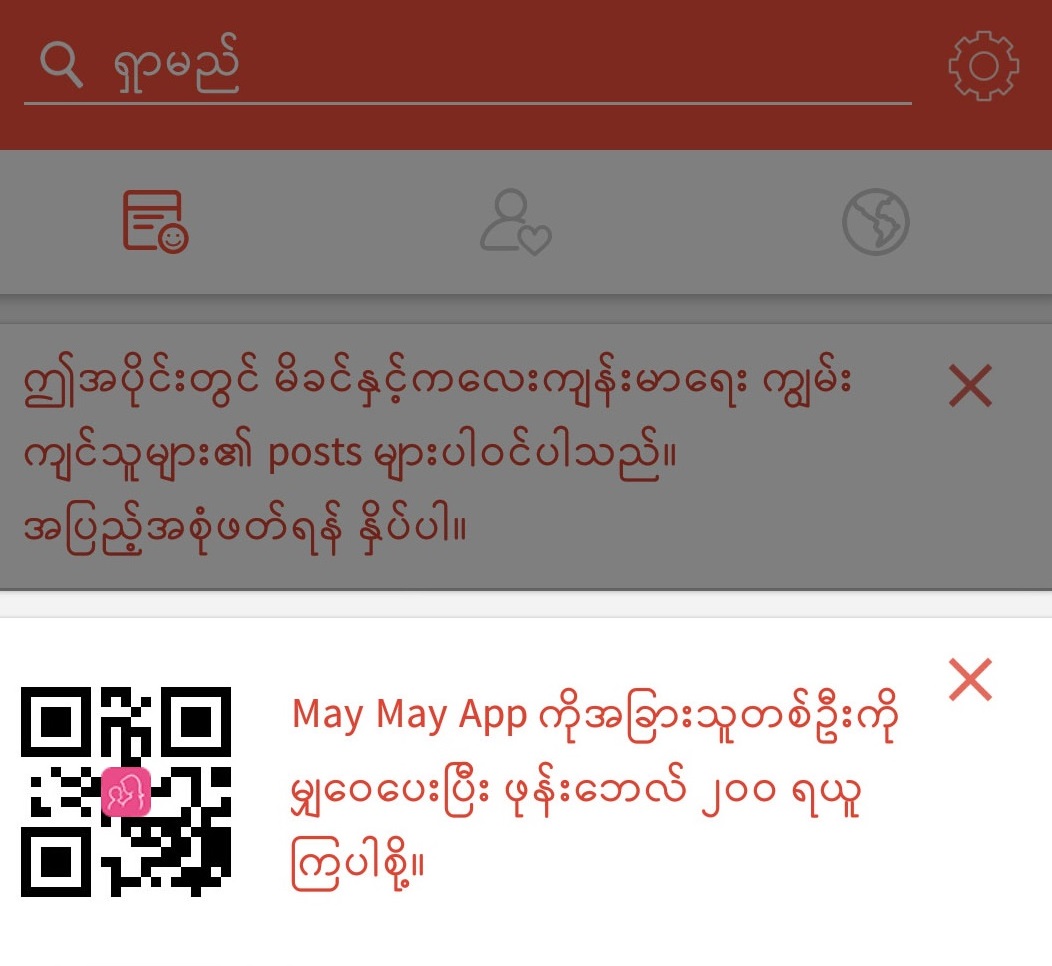 ရှာမည်
ဤအပိုင်းတွင် မိခင်နှင့်ကလေးကျန်းမာရေး ကျွမ်း
ကျင်သူများ၏ posts များပါဝင်ပါသည်။
အပြည့်အစုံဖတ်ရန် နှိပ်ပါ။
May May App ကိုအခြားသူတစ်ဦးကို
မျှဝေပေးပြီး ဖုန်းဘေလ် ၂၀၀ ရယူ
ကြပါစို့။